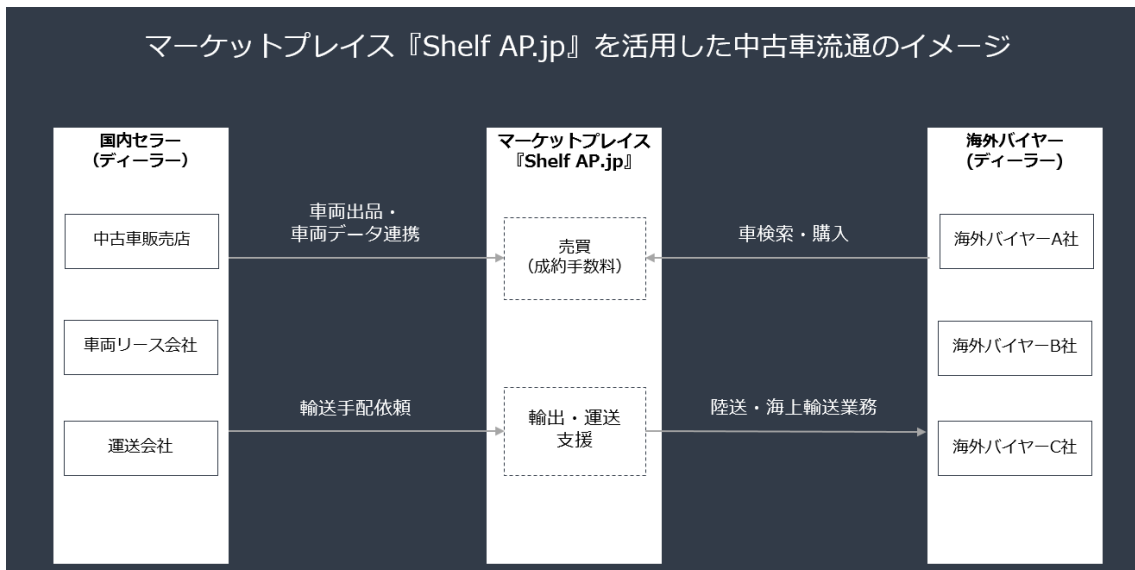 マーケットプレイス『Shelf AP.jp』を活用した中古車流通のイメージ
国内セラー
（ディーラー）
中古車販売店
車両リース会社
運送会社
車両出品・
車両データ連携
輸送手配依頼
マーケットプレイス
『Shelf AP.jp』
売買
（成約手数料）
輸出・運送
支援
車検索・購入
陸送・海上輸送業務
海外バイヤー
(ディーラー)
海外バイヤーA社
海外バイヤーB社
海外バイヤーC社